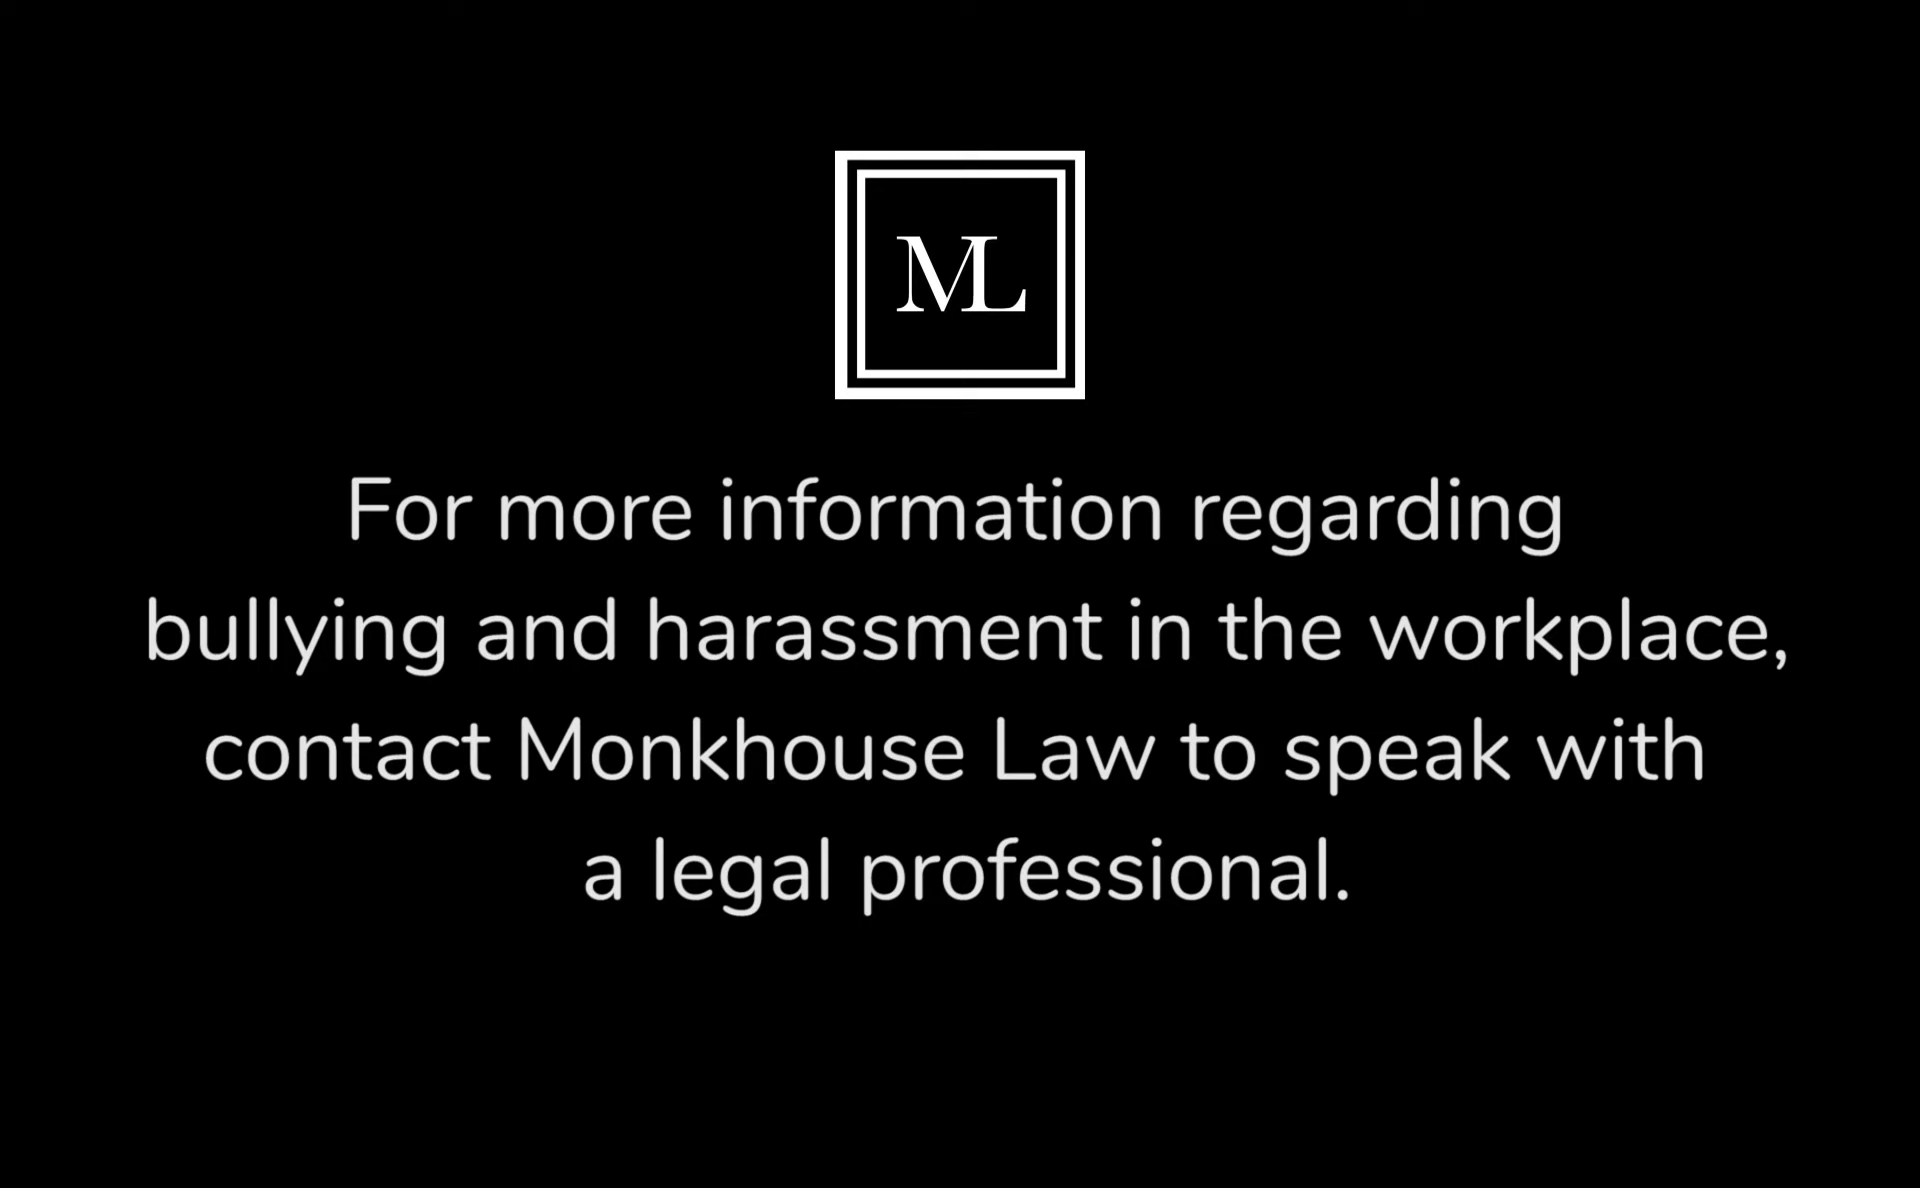 ML
For more information regarding
bullying and harassment in the workplace,
contact Monkhouse Law to speak with
a legal professional.